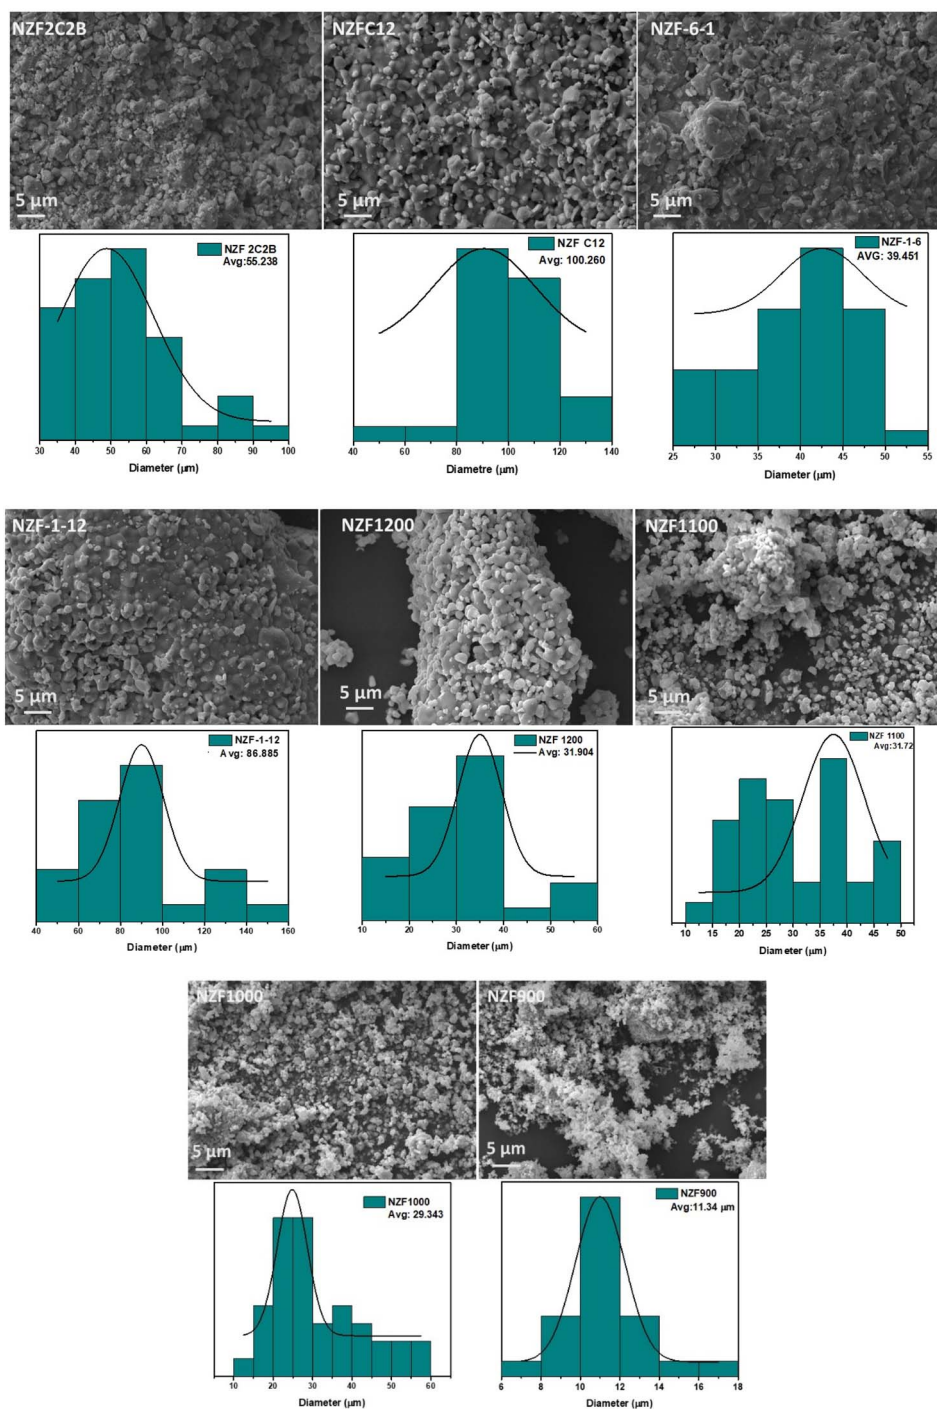 NZF2C2B
NZFC12
NZF-6-1
5 μm
5 μm
5 μm
NZF 2C2B
Avg:55.238
30 40 50 60 70 80 90 100
Diameter (μm)
NZF C12
Avg: 100.260
40 60 80 100 120 140
Diametre (μm)
NZF-1-6
AVG: 39.451
25 30 35 40 45 50 55
Diameter (μm)
NZF-1-12
NZF1200
NZF1100
5 μm
5 μm
5 μm
NZF-1-12
Avg: 86.885
40 60 80 100 120 140 160
Diameter (μm)
NZF 1200
Avg: 31.904
10 20 30 40 50 60
Diameter (μm)
NZF 1100
Avg:31.72
10 15 20 25 30 35 40 45 50
Diameter (μm)
NZF1000
NZF900
5 μm
5 μm
NZF1000
Avg: 29.343
10 20 30 40 50 60
Diameter (μm)
NZF900
Avg:11.34 μm
6 8 10 12 14 16 18
Diameter (μm)